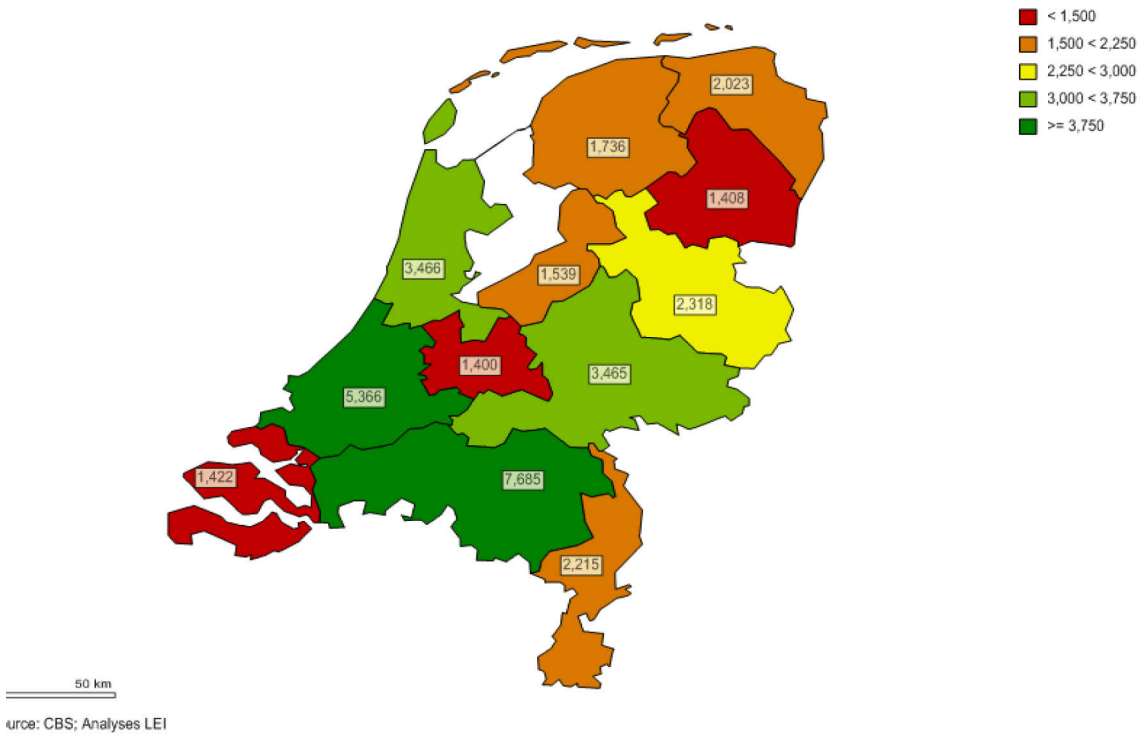 < 1,500
1,500 < 2,250
2,250 < 3,000
3,000 < 3,750
>= 3,750
2,023
1,736
1,408
3,466
1,539
2,318
1,400
3,465
5,366
1,422
7,685
2,215
50 km
urce: CBS; Analyses LEI